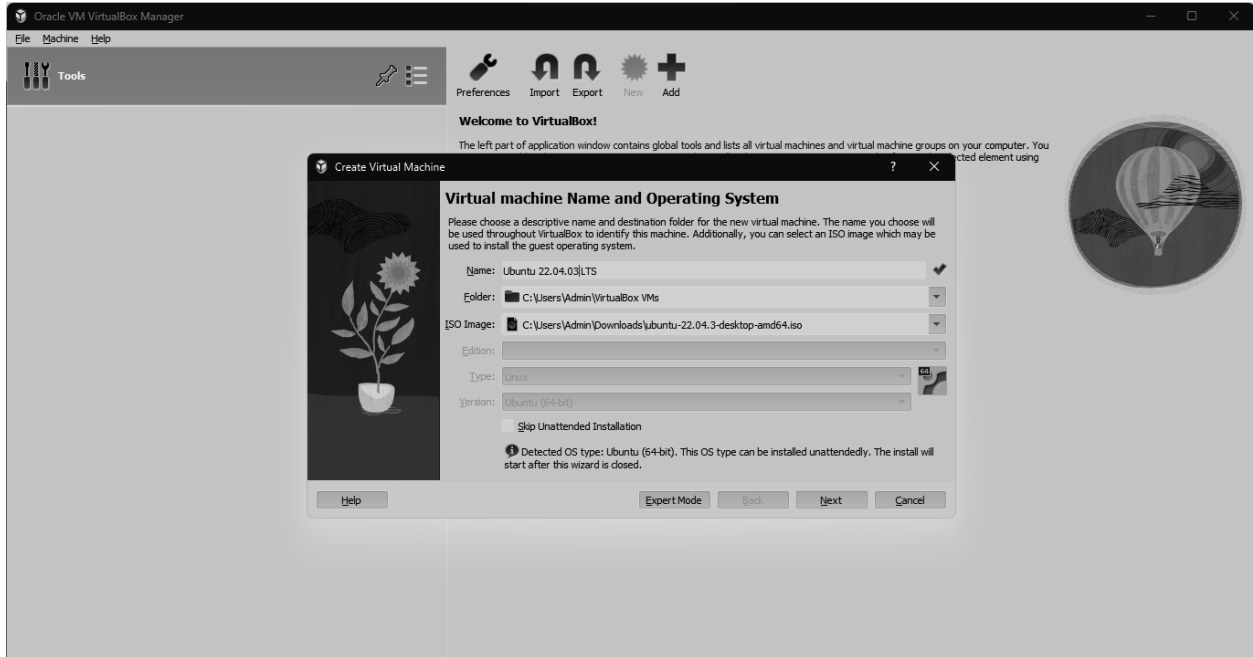 Oracle VM VirtualBox Manager
File Machine Help
Tools
Preferences Import Export New Add
Welcome to VirtualBox!
The left part of application window contains global tools and lists all virtual machines and virtual machine groups on your computer. You
ected element using
Create Virtual Machine
?
Virtual machine Name and Operating System
Please choose a descriptive name and destination folder for the new virtual machine. The name you choose will
be used throughout VirtualBox to identify this machine. Additionally, you can select an ISO image which may be
used to install the guest operating system.
Name: Ubuntu 22.04.03 LTS
Folder: C:\Users\Admin\VirtualBox VMs
ISO Image: C:\Users\Admin\Downloads\ubuntu-22.04.3-desktop-amd64.iso
Edition:
Type: Linux
64
Version: Ubuntu (64-bit)
Skip Unattended Installation
Detected OS type: Ubuntu (64-bit). This OS type can be installed unattendedly. The install will
start after this wizard is closed.
Help Expert Mode Back Next Cancel